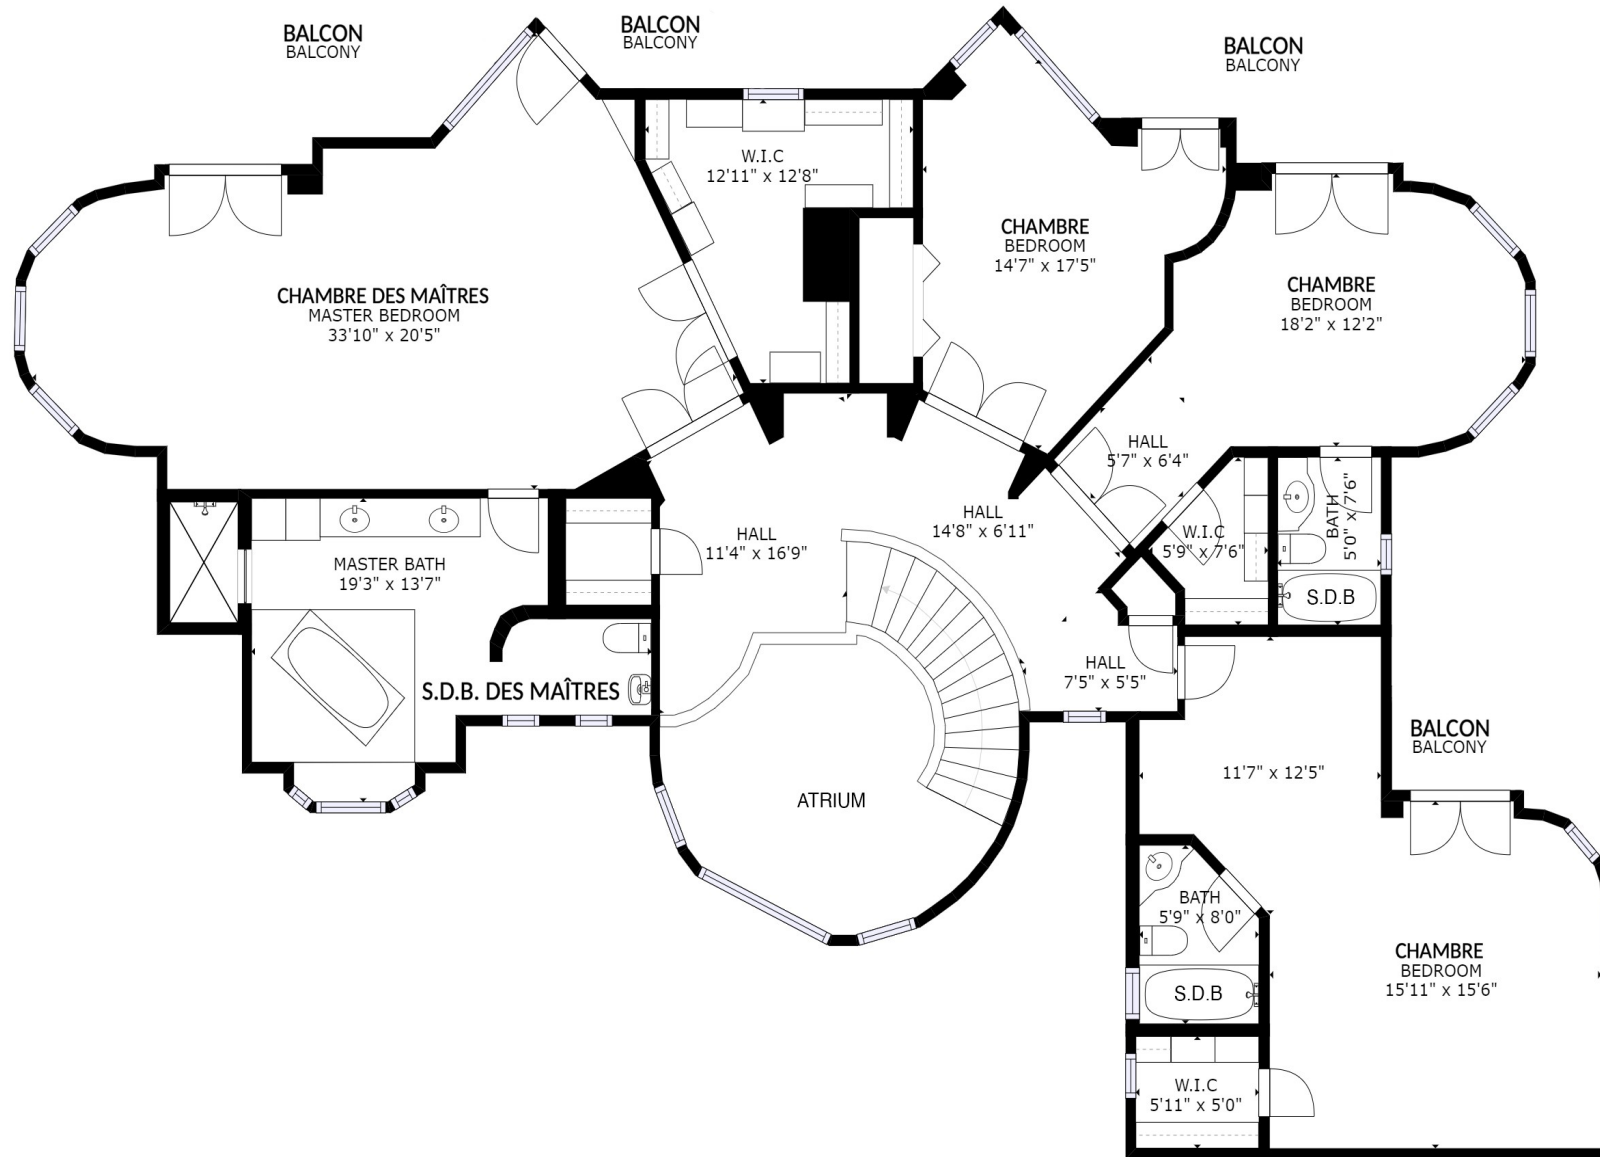 BALCON
BALCONY
BALCON
BALCONY
BALCON
BALCONY
W.I.C
12'11" x 12'8"
CHAMBRE
BEDROOM
14'7" x 17'5"
CHAMBRE
BEDROOM
18'2" x 12'2"
CHAMBRE DES MAÎTRES
MASTER BEDROOM
33'10" x 20'5"
HALL
5'7" x 6'4"
HALL
11'4" x 16'9"
HALL
14'8" x 6'11"
W.I.C
5'9" x 7'6"
BATH
5'0" x 7'6"
S.D.B
MASTER BATH
19'3" x 13'7"
S.D.B. DES MAÎTRES
HALL
7'5" x 5'5"
BALCON
BALCONY
11'7" x 12'5"
ATRIUM
BATH
5'9" x 8'0"
S.D.B
CHAMBRE
BEDROOM
15'11" x 15'6"
W.I.C
5'11" x 5'0"